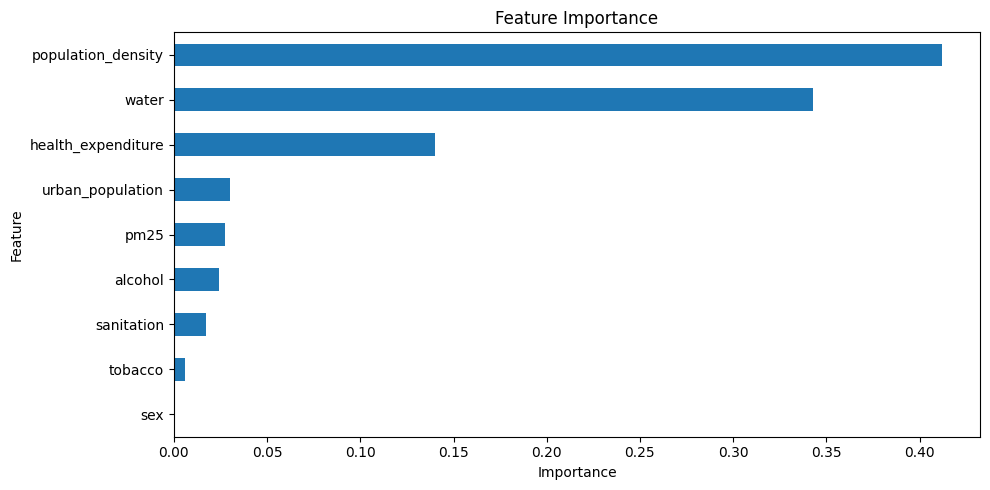 Feature Importance
population_density
water
health_expenditure
urban_population
pm25
alcohol
sanitation
tobacco
sex
Feature
0.00 0.05 0.10 0.15 0.20 0.25 0.30 0.35 0.40
Importance